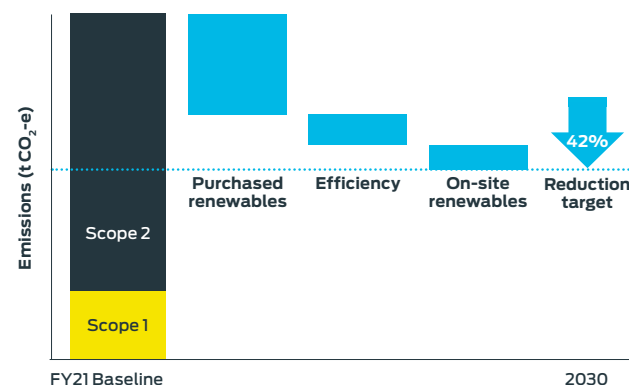 Emissions (t CO₂-e)
42%
Purchased
renewables
Efficiency
On-site
renewables
Reduction
target
Scope 2
Scope 1
FY21 Baseline
2030